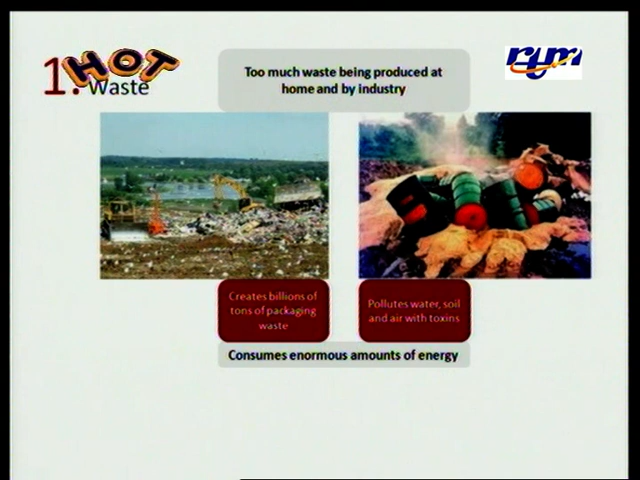 1. HOT
Waste
Too much waste being produced at
home and by industry
Creates billions of
tons of packaging
waste
Pollutes water, soil
and air with toxins
Consumes enormous amounts of energy